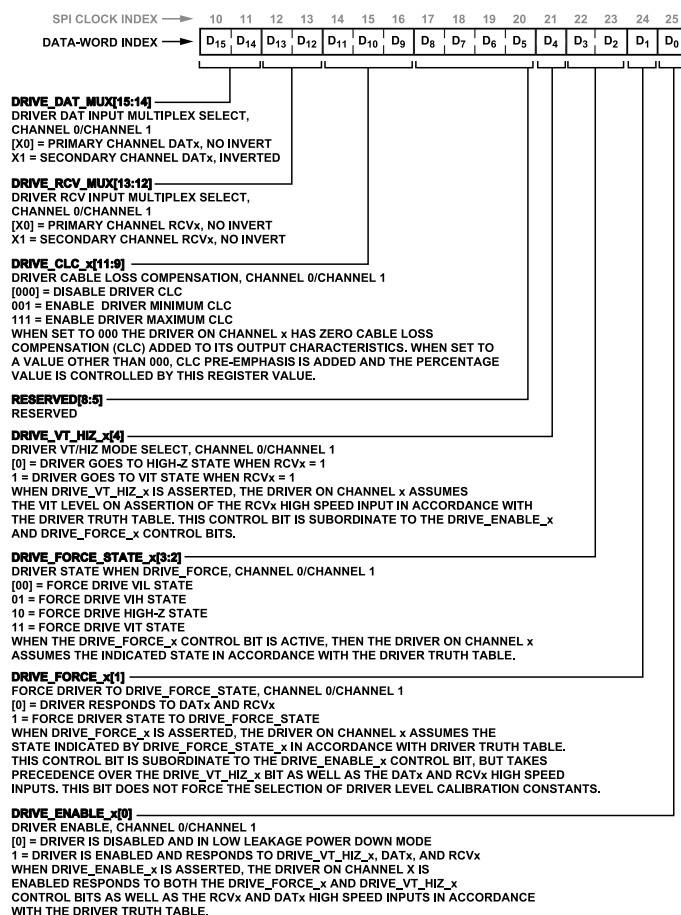 SPI CLOCK INDEX 10 11 12 13 14 15 16 17 18 19 20 21 22 23 24 25
DATA-WORD INDEX D15 D14 D13 D12 D11 D10 D9 D8 D7 D6 D5 D4 D3 D2 D1 D0
DRIVE_DAT_MUX[15:14]
DRIVER DAT INPUT MULTIPLEX SELECT,
CHANNEL 0/CHANNEL 1
[X0] = PRIMARY CHANNEL DATx, NO INVERT
X1 = SECONDARY CHANNEL DATx, INVERTED
DRIVE_RCV_MUX[13:12]
DRIVER RCV INPUT MULTIPLEX SELECT,
CHANNEL 0/CHANNEL 1
[X0] = PRIMARY CHANNEL RCVx, NO INVERT
X1 = SECONDARY CHANNEL RCVx, NO INVERT
DRIVE_CLC_x[11:9]
DRIVER CABLE LOSS COMPENSATION, CHANNEL 0/CHANNEL 1
[000] = DISABLE DRIVER CLC
001 = ENABLE DRIVER MINIMUM CLC
111 = ENABLE DRIVER MAXIMUM CLC
WHEN SET TO 000 THE DRIVER ON CHANNEL x HAS ZERO CABLE LOSS
COMPENSATION (CLC) ADDED TO ITS OUTPUT CHARACTERISTICS. WHEN SET TO
A VALUE OTHER THAN 000, CLC PRE-EMPHASIS IS ADDED AND THE PERCENTAGE
VALUE IS CONTROLLED BY THIS REGISTER VALUE.
RESERVED[8:5]
RESERVED
DRIVE_VT_HIZ_x[4]
DRIVER VT/HIZ MODE SELECT, CHANNEL 0/CHANNEL 1
[0] = DRIVER GOES TO HIGH-Z STATE WHEN RCVx = 1
1 = DRIVER GOES TO VIT STATE WHEN RCVx = 1
WHEN DRIVE_VT_HIZ_x IS ASSERTED, THE DRIVER ON CHANNEL x ASSUMES
THE VIT LEVEL ON ASSERTION OF THE RCVx HIGH SPEED INPUT IN ACCORDANCE WITH
THE DRIVER TRUTH TABLE. THIS CONTROL BIT IS SUBORDINATE TO THE DRIVE_ENABLE_x
AND DRIVE_FORCE_x CONTROL BITS.
DRIVE_FORCE_STATE_x[3:2]
DRIVER STATE WHEN DRIVE_FORCE, CHANNEL 0/CHANNEL 1
[00] = FORCE DRIVE VIL STATE
01 = FORCE DRIVE VIH STATE
10 = FORCE DRIVE HIGH-Z STATE
11 = FORCE DRIVE VIT STATE
WHEN THE DRIVE_FORCE_x CONTROL BIT IS ACTIVE, THEN THE DRIVER ON CHANNEL x
ASSUMES THE INDICATED STATE IN ACCORDANCE WITH THE DRIVER TRUTH TABLE.
DRIVE_FORCE_x[1]
FORCE DRIVER TO DRIVE_FORCE_STATE, CHANNEL 0/CHANNEL 1
[0] = DRIVER RESPONDS TO DATx AND RCVx
1 = FORCE DRIVER STATE TO DRIVE_FORCE_STATE
WHEN DRIVE_FORCE_x IS ASSERTED, THE DRIVER ON CHANNEL x ASSUMES THE
STATE INDICATED BY DRIVE_FORCE_STATE_x IN ACCORDANCE WITH DRIVER TRUTH TABLE.
THIS CONTROL BIT IS SUBORDINATE TO THE DRIVE_ENABLE_x CONTROL BIT, BUT TAKES
PRECEDENCE OVER THE DRIVE_VT_HIZ_x BIT AS WELL AS THE DATx AND RCVx HIGH SPEED
INPUTS. THIS BIT DOES NOT FORCE THE SELECTION OF DRIVER LEVEL CALIBRATION CONSTANTS.
DRIVE_ENABLE_x[0]
DRIVER ENABLE, CHANNEL 0/CHANNEL 1
[0] = DRIVER IS DISABLED AND IN LOW LEAKAGE POWER DOWN MODE
1 = DRIVER IS ENABLED AND RESPONDS TO DRIVE_VT_HIZ_x, DATx, AND RCVx
WHEN DRIVE_ENABLE_x IS ASSERTED, THE DRIVER ON CHANNEL X IS
ENABLED RESPONDS TO BOTH THE DRIVE_FORCE_x AND DRIVE_VT_HIZ_x
CONTROL BITS AS WELL AS THE RCVx AND DATx HIGH SPEED INPUTS IN ACCORDANCE
WITH THE DRIVER TRUTH TABLE.